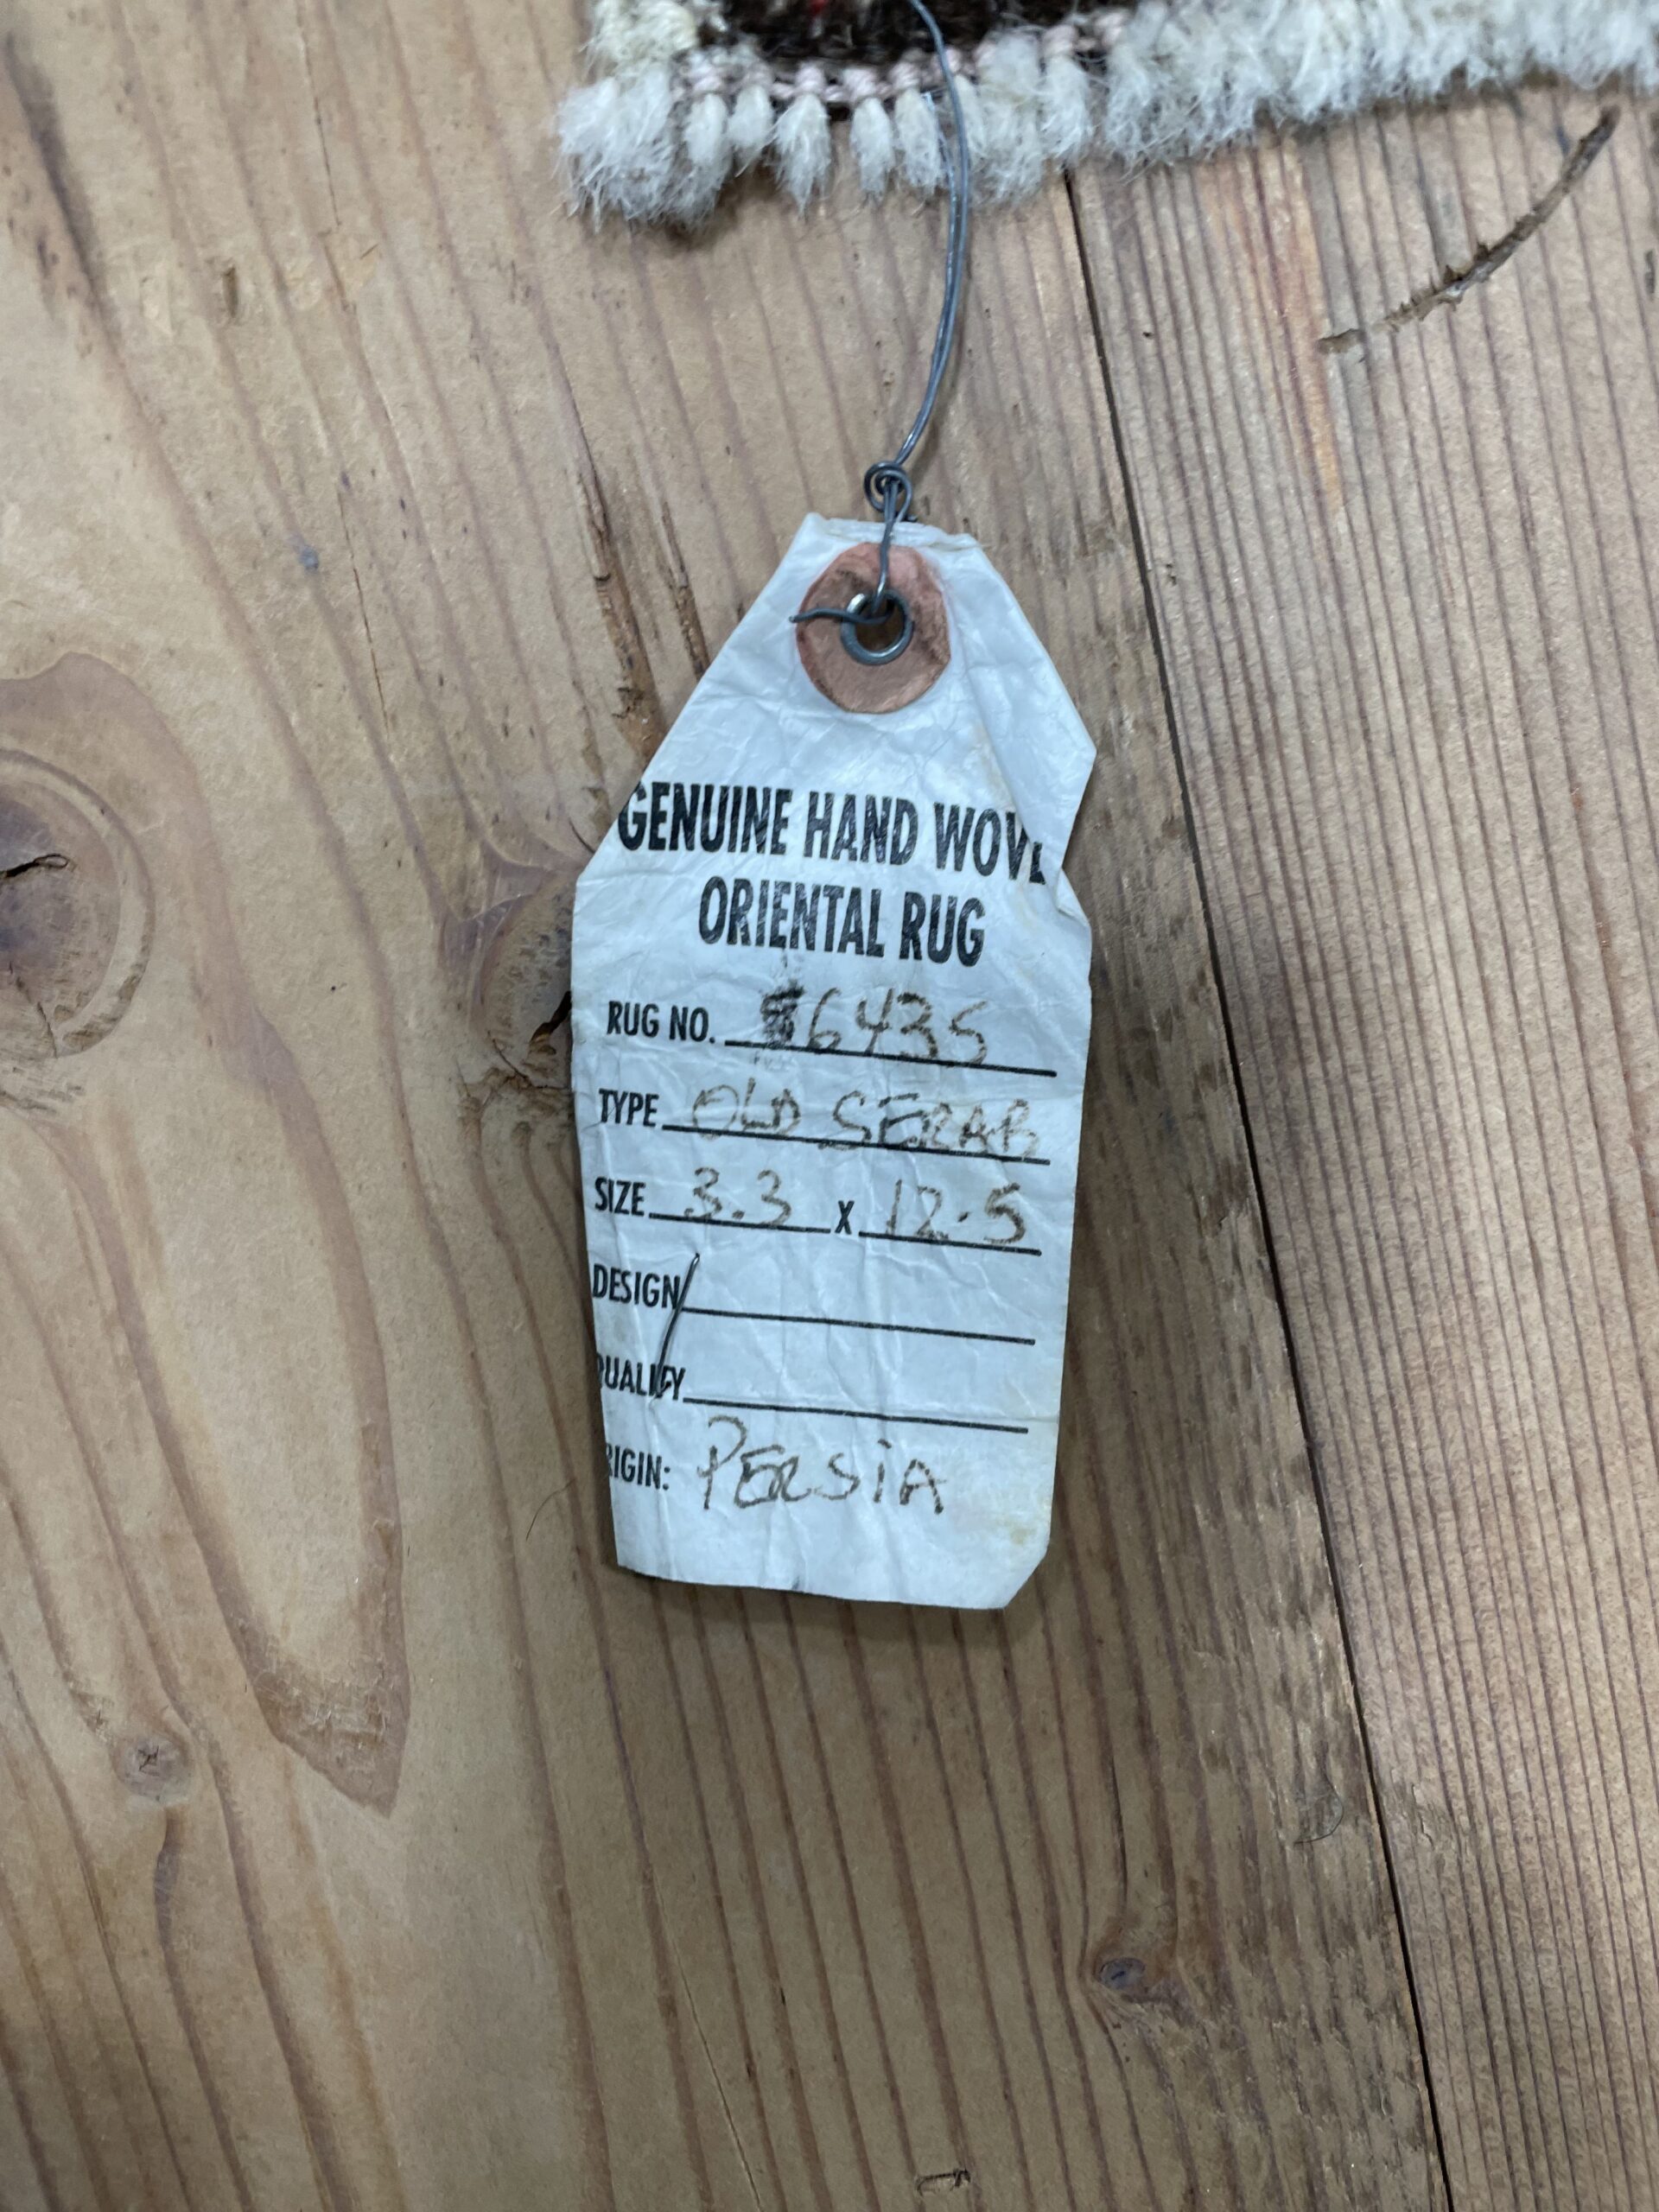 GENUINE HAND WOVE
ORIENTAL RUG
RUG NO. 6435
TYPE OLD SERAB
SIZE 3.3 X 12.5
DESIGN
QUALITY
RIGIN: PERSIA